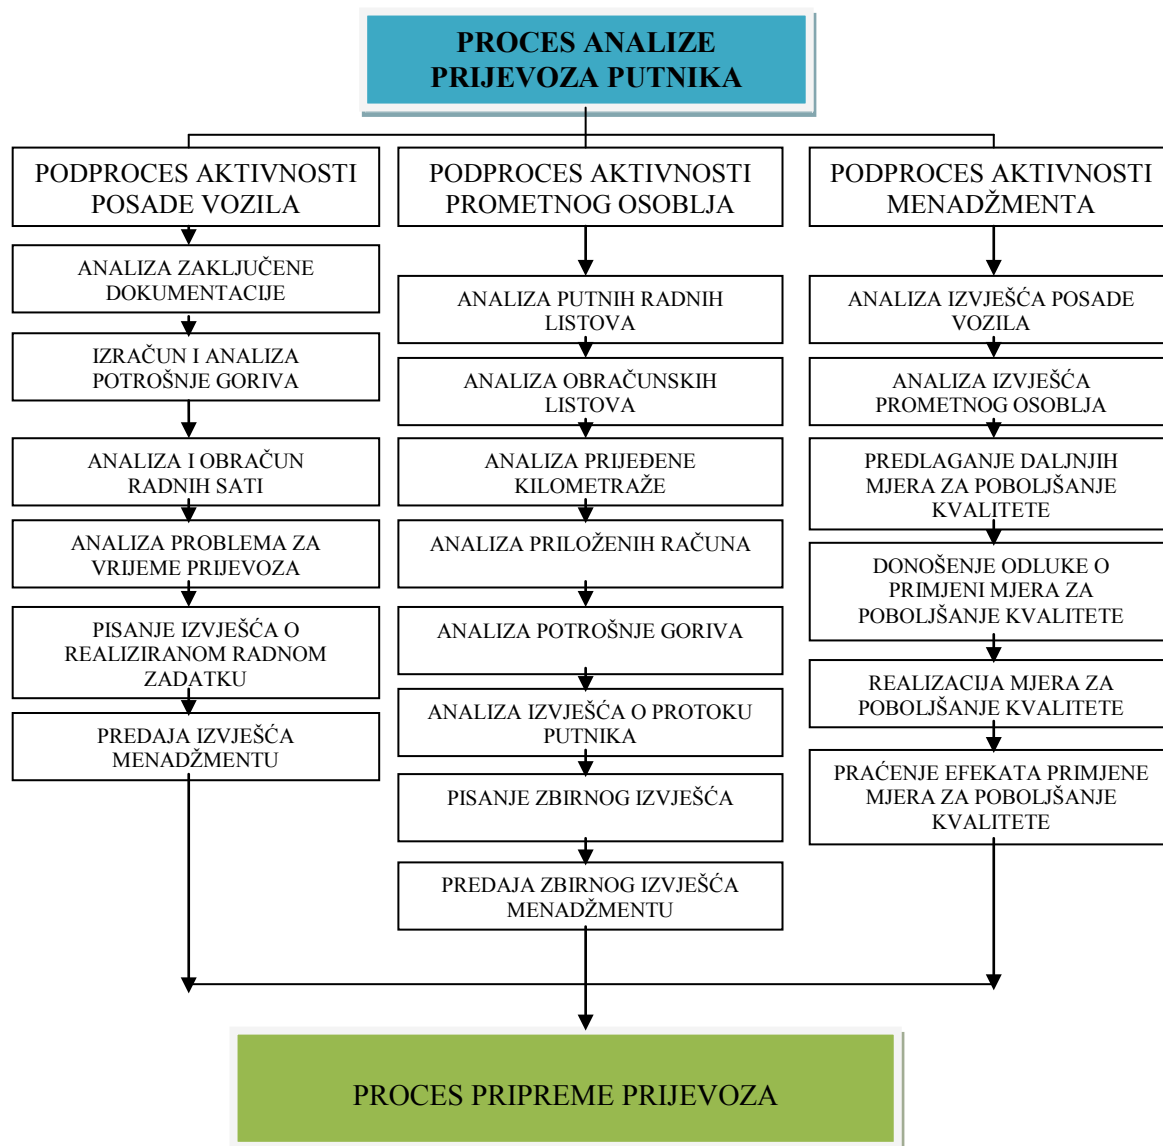 PROCES ANALIZE
PRIJEVOZA PUTNIKA
PODPROCES AKTIVNOSTI
POSADE VOZILA
ANALIZA ZAKLJUČENE
DOKUMENTACIJE
IZRAČUN I ANALIZA
POTROŠNJE GORIVA
ANALIZA I OBRAČUN
RADNIH SATI
ANALIZA PROBLEMA ZA
VRIJEME PRIJEVOZA
PISANJE IZVJEŠĆA O
REALIZIRANOM RADNOM
ZADATKU
PREDAJA IZVJEŠĆA
MENADŽMENTU
PODPROCES AKTIVNOSTI
PROMETNOG OSOBLJA
ANALIZA PUTNIH RADNIH
LISTOVA
ANALIZA OBRAČUNSKIH
LISTOVA
ANALIZA PRIJEĐENE
KILOMETRAŽE
ANALIZA PRILOŽENIH RAČUNA
ANALIZA POTROŠNJE GORIVA
ANALIZA IZVJEŠĆA O PROTOKU
PUTNIKA
PISANJE ZBIRNOG IZVJEŠĆA
PREDAJA ZBIRNOG IZVJEŠĆA
MENADŽMENTU
PODPROCES AKTIVNOSTI
MENADŽMENTA
ANALIZA IZVJEŠĆA POSADE
VOZILA
ANALIZA IZVJEŠĆA
PROMETNOG OSOBLJA
PREDLAGANJE DALJNJIH
MJERA ZA POBOLJŠANJE
KVALITETE
DONOŠENJE ODLUKE O
PRIMJENI MJERA ZA
POBOLJŠANJE KVALITETE
REALIZACIJA MJERA ZA
POBOLJŠANJE KVALITETE
PRAĆENJE EFEKATA PRIMJENE
MJERA ZA POBOLJŠANJE
KVALITETE
PROCES PRIPREME PRIJEVOZA